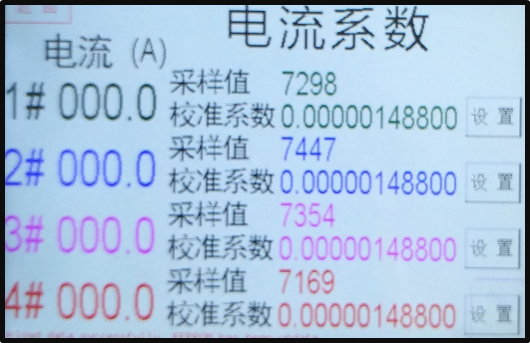 返回
电流系数
电流 (A)
1# 000.0
采样值 7298
校准系数 0.00000148800 设置
2# 000.0
采样值 7447
校准系数 0.00000148800 设置
3# 000.0
采样值 7354
校准系数 0.00000148800 设置
4# 000.0
采样值 7169
校准系数 0.00000148800 设置